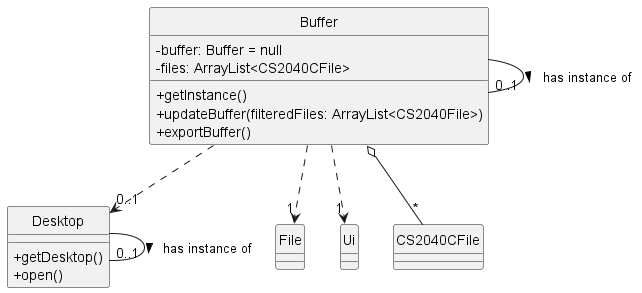 Buffer
-buffer: Buffer = null
-files: ArrayList<CS2040CFile>
+getInstance()
+updateBuffer(filteredFiles: ArrayList<CS2040File>)
+exportBuffer()
0..1
has instance of
0..1
1
1
*
Desktop
+getDesktop()
+open()
0..1
has instance of
File
Ui
CS2040CFile